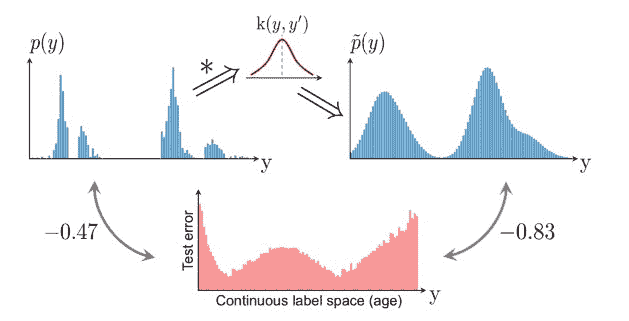 p(y)
k(y, y′)
p̃(y)
*
y
y
−0.47
−0.83
Test error
Continuous label space (age)
y